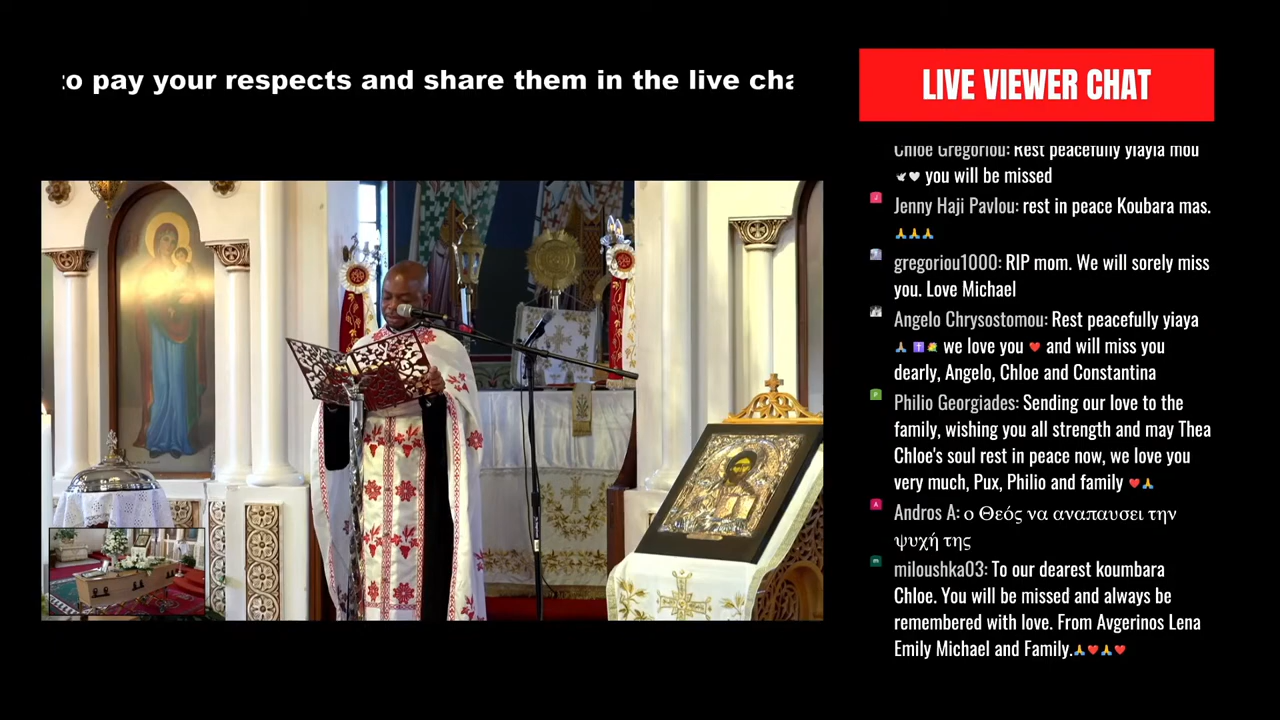 to pay your respects and share them in the live cha
LIVE VIEWER CHAT
Chloe Gregoriou: Rest peacefully yiayia mou
🕊🤍 you will be missed
Jenny Haji Pavlou: rest in peace Koubara mas.
🙏🙏🙏
gregoriou1000: RIP mom. We will sorely miss
you. Love Michael
Angelo Chrysostomou: Rest peacefully yiaya
🙏🏽 ✝️💐 we love you ❤️ and will miss you
dearly, Angelo, Chloe and Constantina
Philio Georgiades: Sending our love to the
family, wishing you all strength and may Thea
Chloe's soul rest in peace now, we love you
very much, Pux, Philio and family ❤️🙏
Andros A: ο Θεός να αναπαυσει την
ψυχή της
miloushka03: To our dearest koumbara
Chloe. You will be missed and always be
remembered with love. From Avgerinos Lena
Emily Michael and Family.🙏❤️🙏❤️